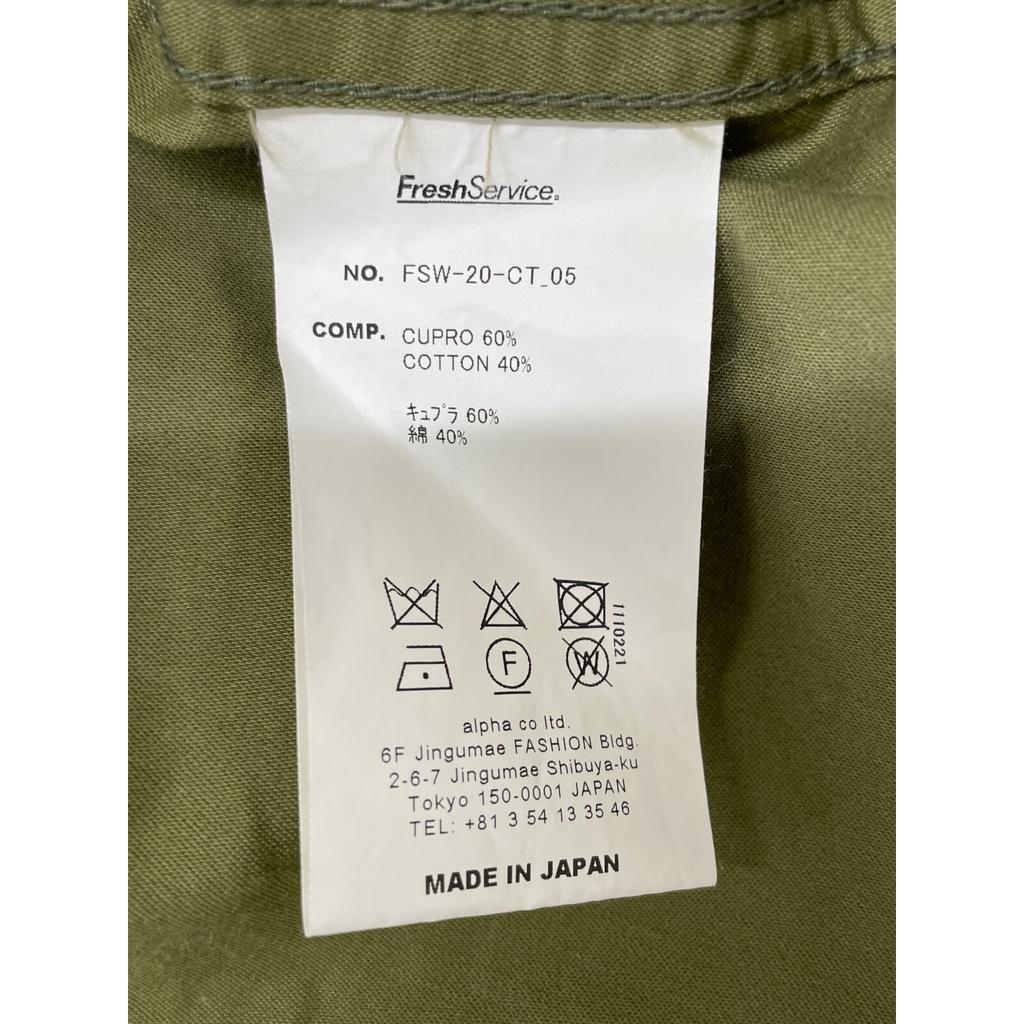 FreshService®
NO. FSW-20-CT_05
COMP. CUPRO 60%
COTTON 40%
キュプラ 60%
綿 40%
1110221
F
W
alpha co ltd.
6F Jingumae FASHION Bldg.
2-6-7 Jingumae Shibuya-ku
Tokyo 150-0001 JAPAN
TEL: +81 3 54 13 35 46
MADE IN JAPAN